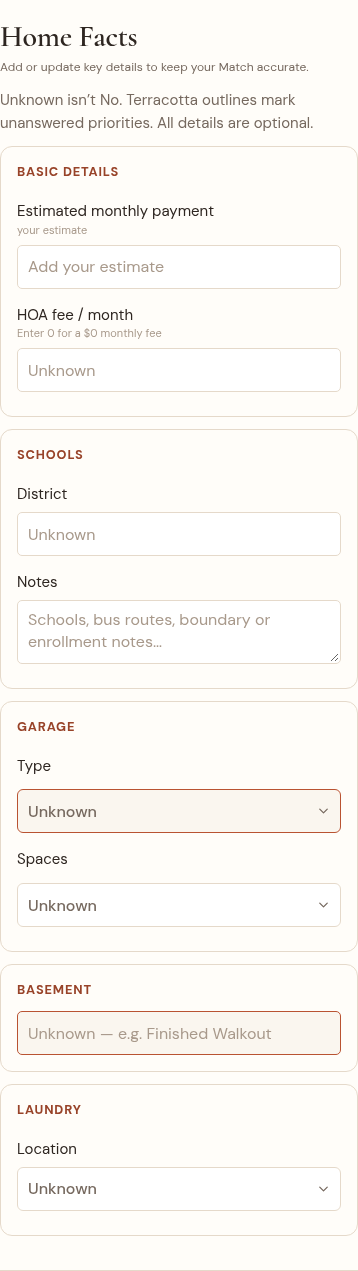 Home Facts
Add or update key details to keep your Match accurate.
Unknown isn’t No. Terracotta outlines mark
unanswered priorities. All details are optional.
BASIC DETAILS
Estimated monthly payment
your estimate
Add your estimate
HOA fee / month
Enter 0 for a $0 monthly fee
Unknown
SCHOOLS
District
Unknown
Notes
Schools, bus routes, boundary or
enrollment notes...
GARAGE
Type
Unknown
Spaces
Unknown
BASEMENT
Unknown — e.g. Finished Walkout
LAUNDRY
Location
Unknown